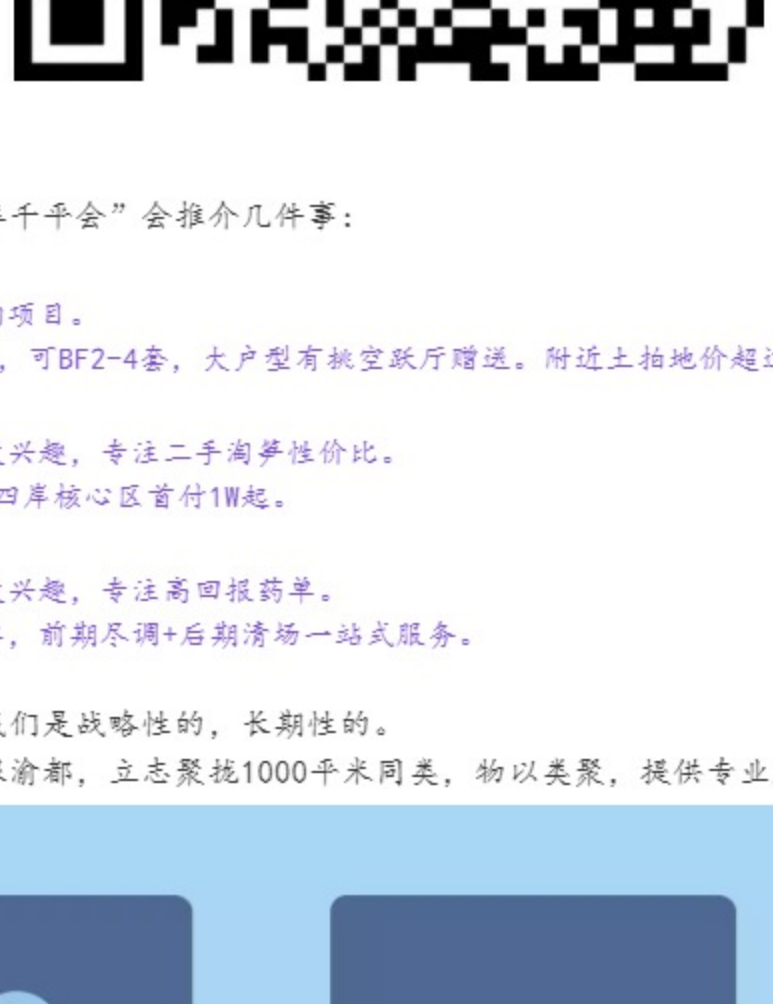 千平会”会推介几件事：
项目。
，可BF2-4套，大户型有挑空跃厅赠送。附近土拍地价超
兴趣，专注二手淘笋性价比。
四岸核心区首付1W起。
兴趣，专注高回报药单。
，前期尽调+后期清场一站式服务。
们是战略性的，长期性的。
渝都，立志聚拢1000平米同类，物以类聚，提供专业